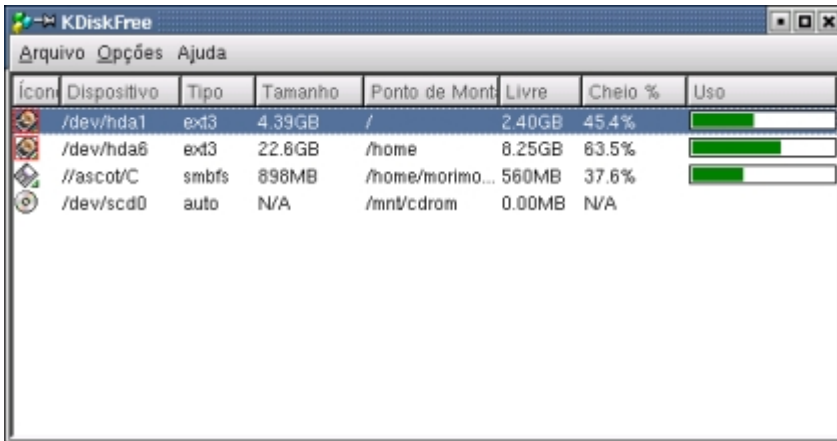 KDiskFree
Arquivo Opções Ajuda
Ícon Dispositivo Tipo Tamanho Ponto de Mont Livre Cheio % Uso
/dev/hda1 ext3 4.39GB / 2.40GB 45.4%
/dev/hda6 ext3 22.6GB /home 8.25GB 63.5%
//ascot/C smbfs 898MB /home/morimo... 560MB 37.6%
/dev/scd0 auto N/A /mnt/cdrom 0.00MB N/A